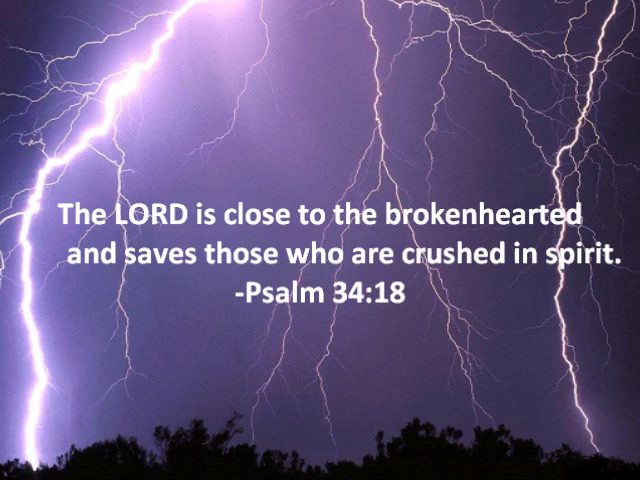 The LORD is close to the brokenhearted
and saves those who are crushed in spirit.
-Psalm 34:18